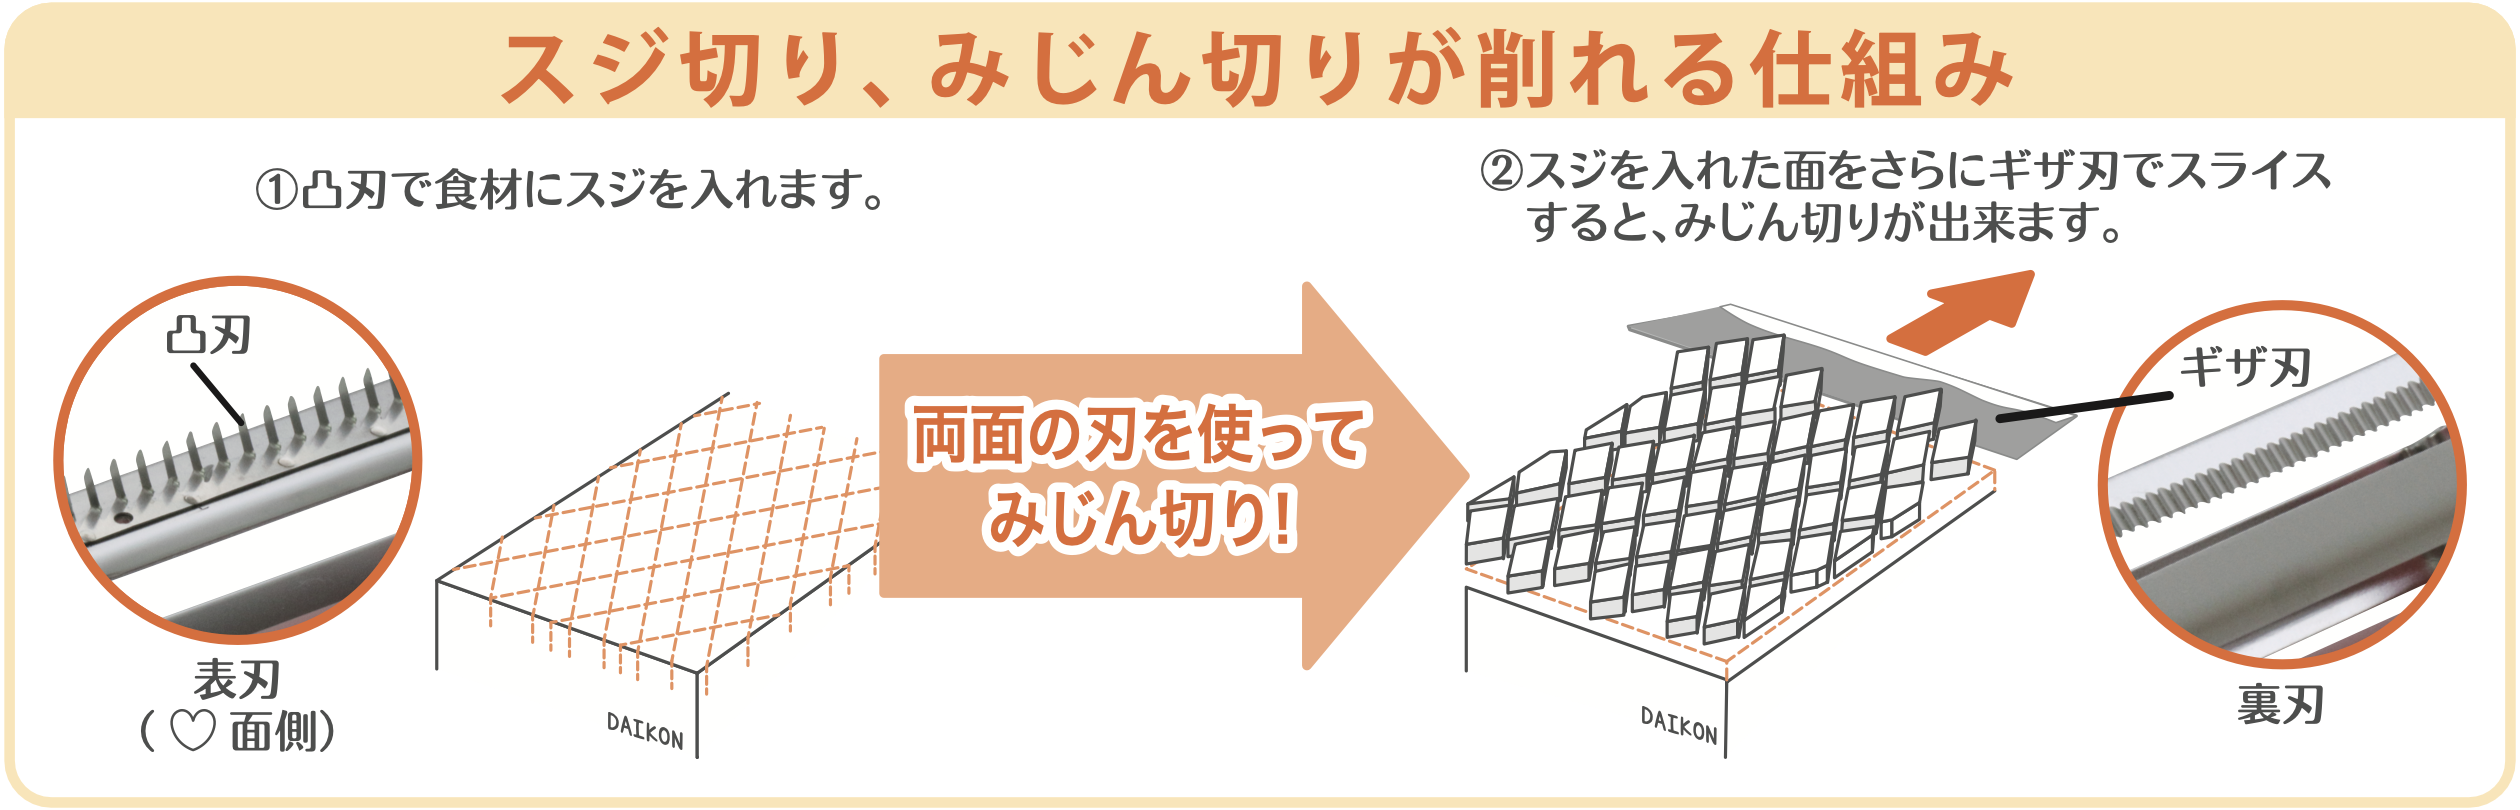 スジ切り、みじん切りが削れる仕組み
①凸刃で食材にスジを入れます。
②スジを入れた面をさらにギザ刃でスライス
すると、みじん切りが出来ます。
凸刃
ギザ刃
両面の刃を使って
みじん切り!
表刃
(♡面側)
裏刃
DAIKON
DAIKON